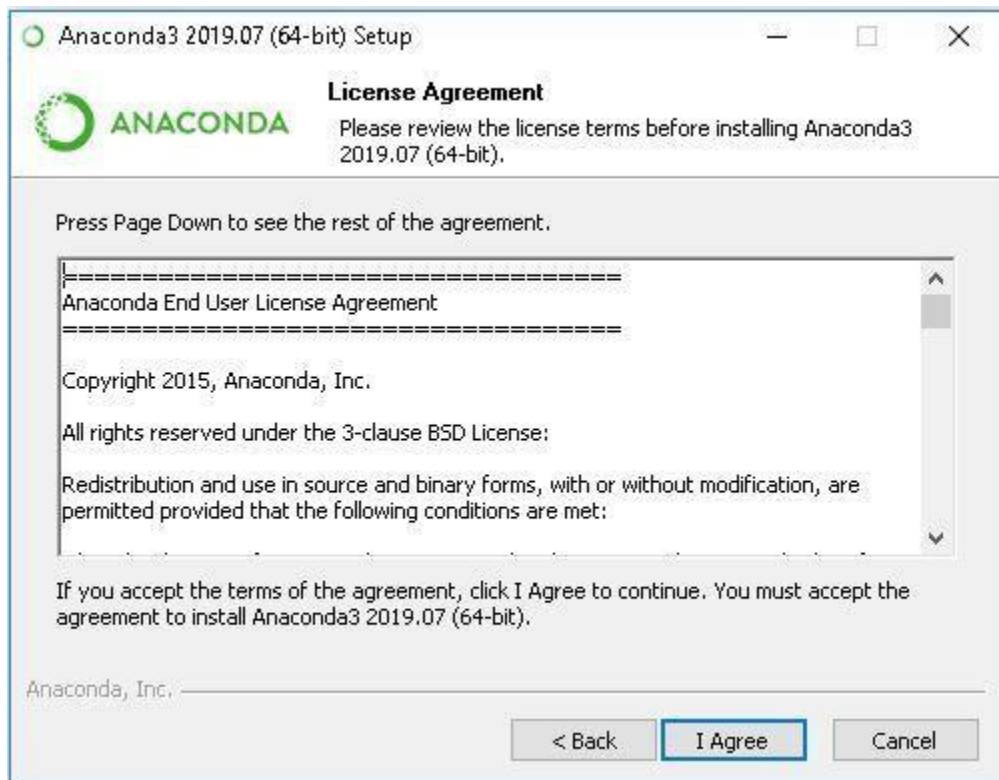 Anaconda3 2019.07 (64-bit) Setup
ANACONDA
License Agreement
Please review the license terms before installing Anaconda3
2019.07 (64-bit).
Press Page Down to see the rest of the agreement.
===================================
Anaconda End User License Agreement
===================================
Copyright 2015, Anaconda, Inc.
All rights reserved under the 3-clause BSD License:
Redistribution and use in source and binary forms, with or without modification, are
permitted provided that the following conditions are met:
If you accept the terms of the agreement, click I Agree to continue. You must accept the
agreement to install Anaconda3 2019.07 (64-bit).
Anaconda, Inc.
< Back
I Agree
Cancel